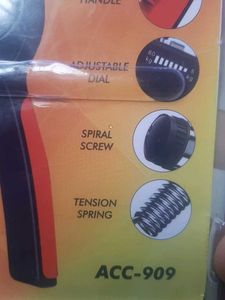 HANDLE
ADJUSTABLE
DIAL
SPIRAL
SCREW
TENSION
SPRING
ACC-909